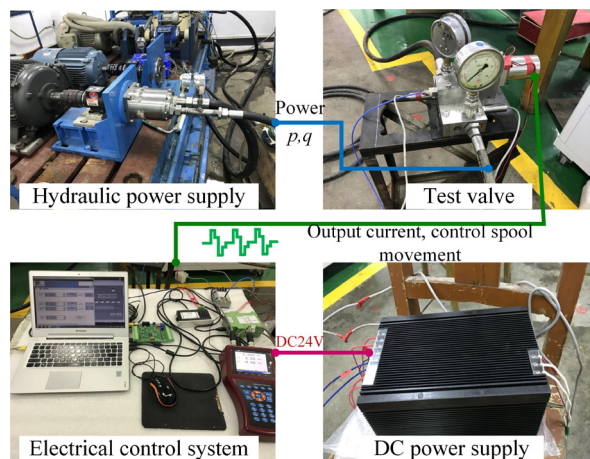 Power
p,q
Hydraulic power supply
Test valve
Output current, control spool
movement
DC24V
Electrical control system
DC power supply